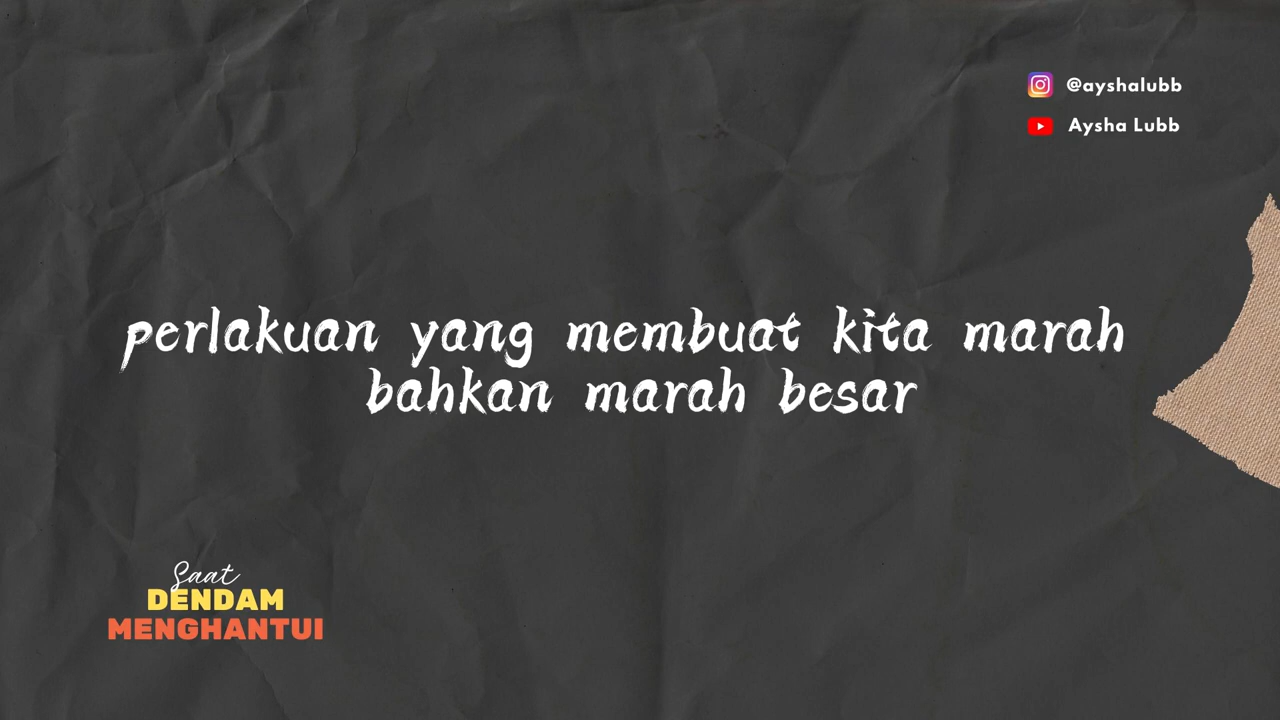 @ayshalubb
Aysha Lubb
perlakuan yang membuat kita marah
bahkan marah besar
Saat
DENDAM
MENGHANTUI